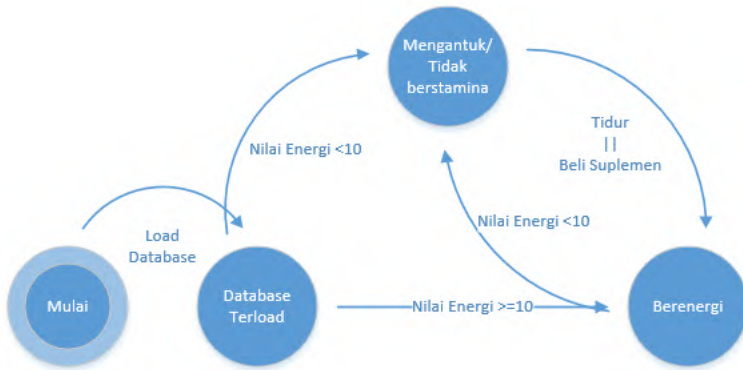 Mengantuk/
Tidak
berstamina
Nilai Energi <10
Tidur
||
Beli Suplemen
Load
Database
Nilai Energi <10
Mulai
Database
Terload
Nilai Energi >=10
Berenergi